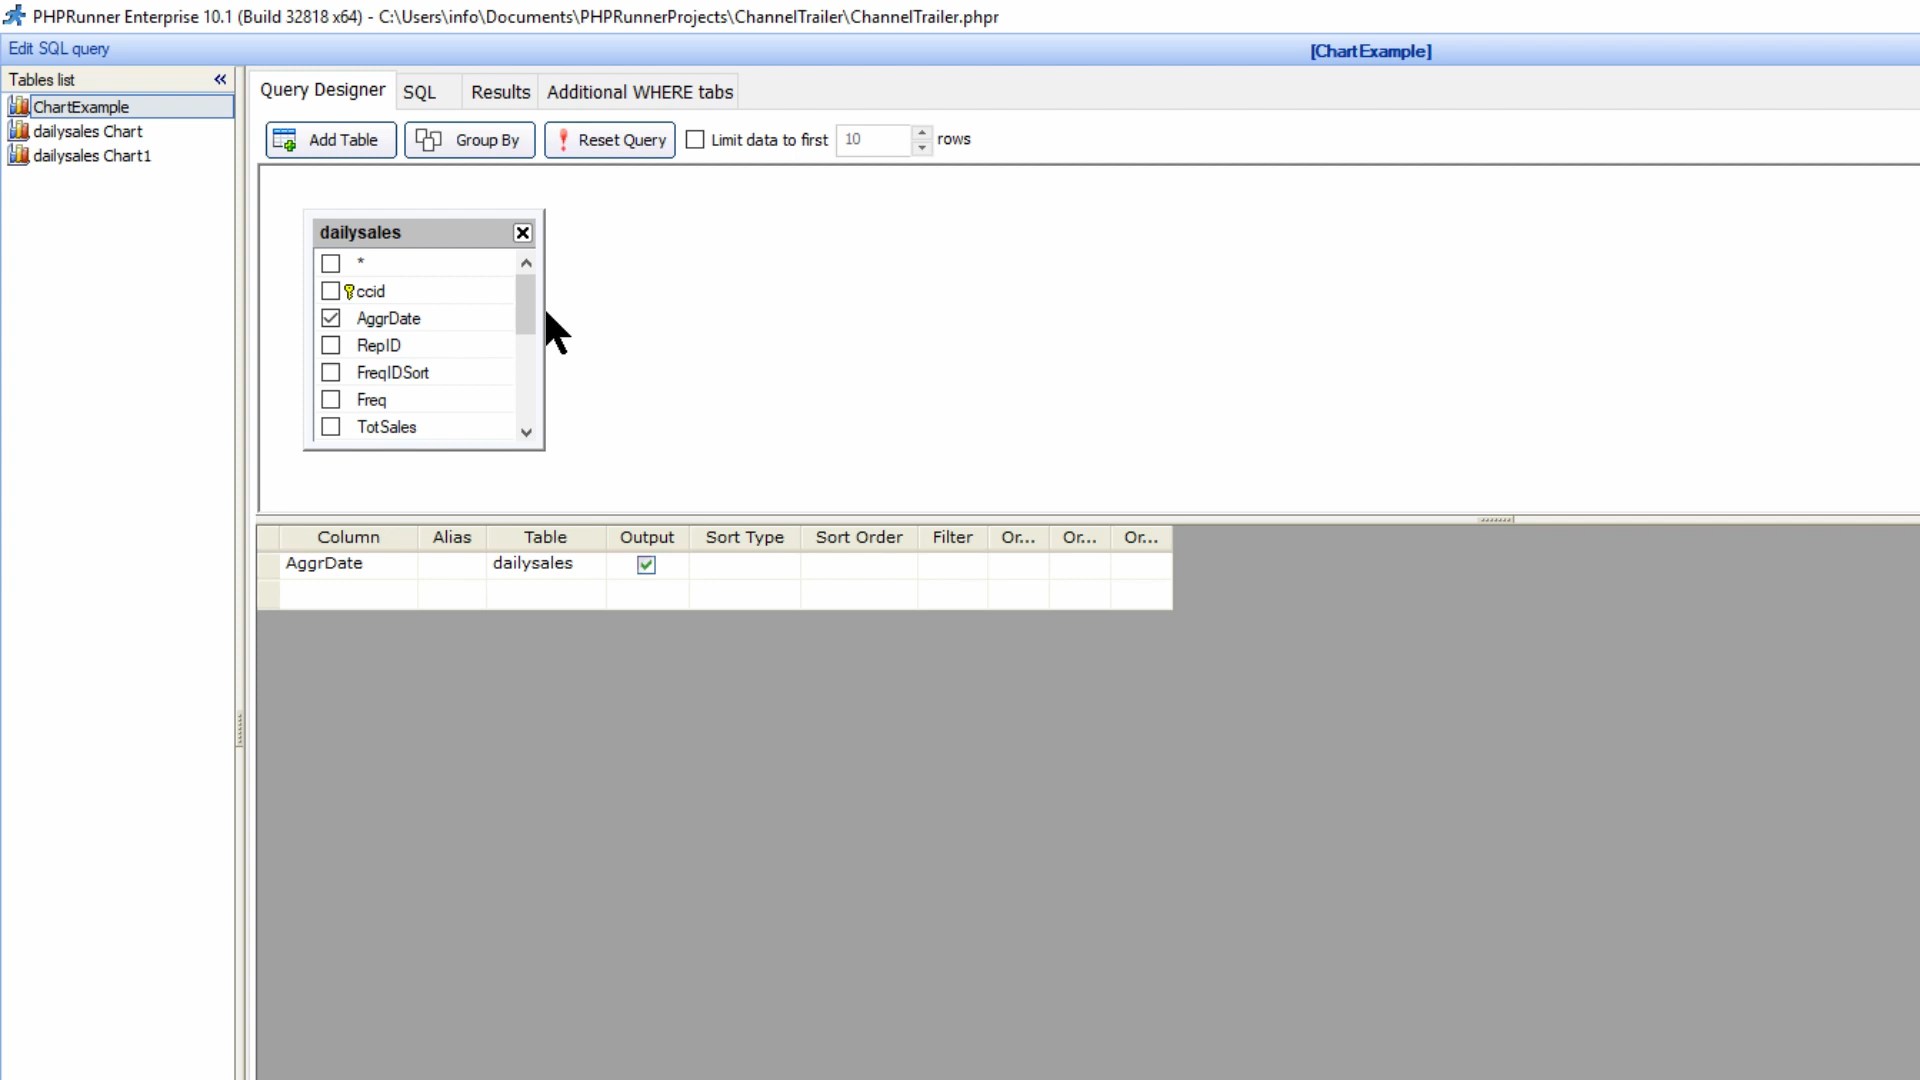 PHPRunner Enterprise 10.1 (Build 32818 x64) - C:\Users\info\Documents\PHPRunnerProjects\ChannelTrailer\ChannelTrailer.phpr
Edit SQL query
[ChartExample]
Tables list
«
ChartExample
dailysales Chart
dailysales Chart1
Query Designer SQL Results Additional WHERE tabs
Add Table Group By Reset Query Limit data to first 10 rows
dailysales
*
ccid
AggrDate
RepID
FreqIDSort
Freq
TotSales
Column Alias Table Output Sort Type Sort Order Filter Or... Or... Or...
AggrDate dailysales